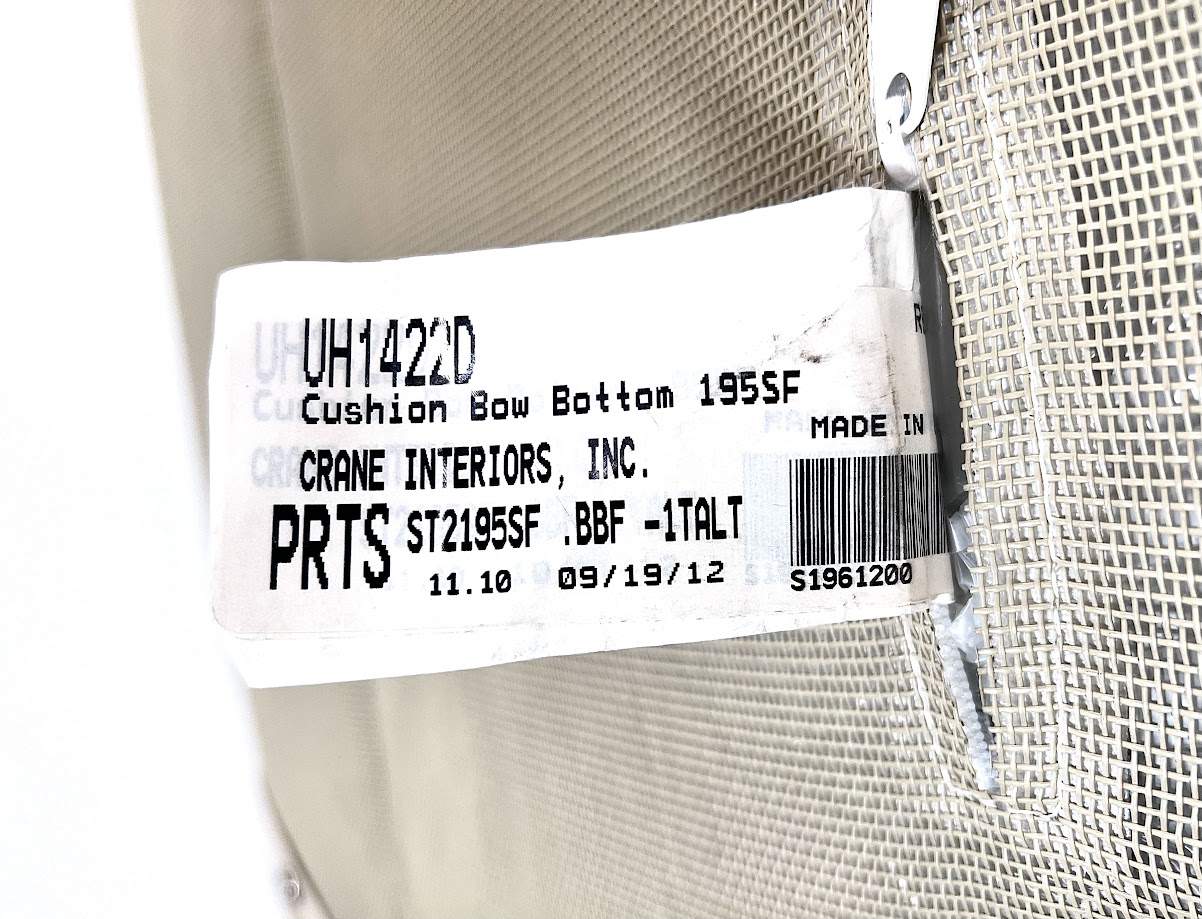 UH1422D
Cushion Bow Bottom 195SF
MADE IN
CRANE INTERIORS, INC.
PRTS ST2195SF .BBF -1TALT
11.10 09/19/12
S1961200